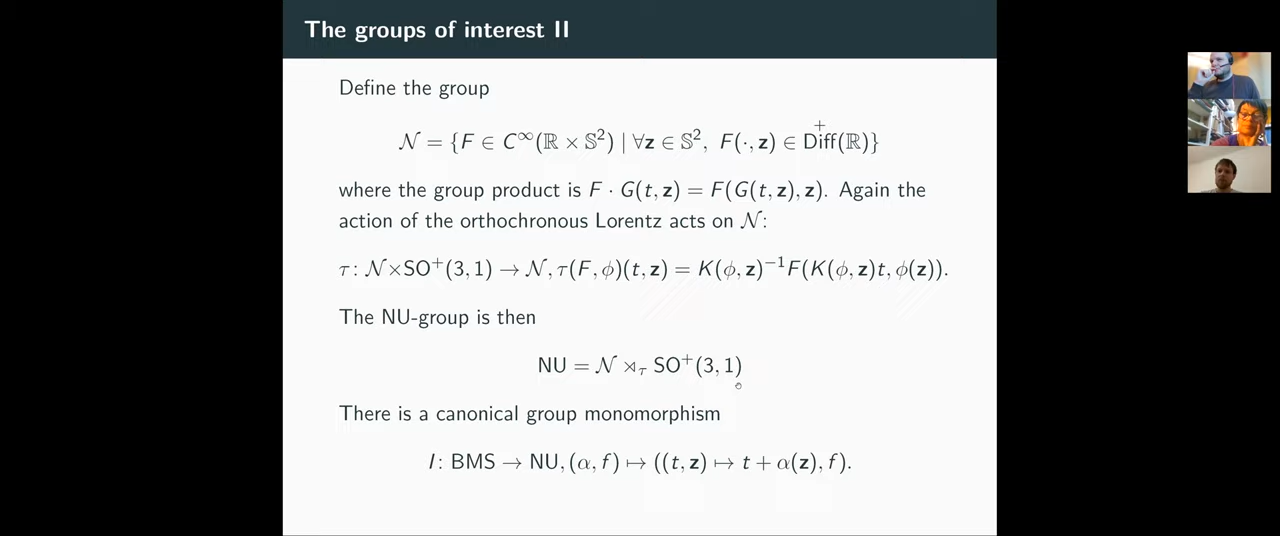 The groups of interest II
Define the group
𝒩 = {F ∈ C^∞(ℝ × 𝕊²) | ∀𝐳 ∈ 𝕊², F(·, 𝐳) ∈ Diff⁺(ℝ)}
where the group product is F · G(t, 𝐳) = F(G(t, 𝐳), 𝐳). Again the
action of the orthochronous Lorentz acts on 𝒩:
τ: 𝒩×SO⁺(3, 1) → 𝒩, τ(F, ϕ)(t, 𝐳) = K(ϕ, 𝐳)⁻¹F(K(ϕ, 𝐳)t, ϕ(𝐳)).
The NU-group is then
NU = 𝒩 ⋊_τ SO⁺(3, 1)
There is a canonical group monomorphism
I: BMS → NU, (α, f) ↦ ((t, 𝐳) ↦ t + α(𝐳), f).